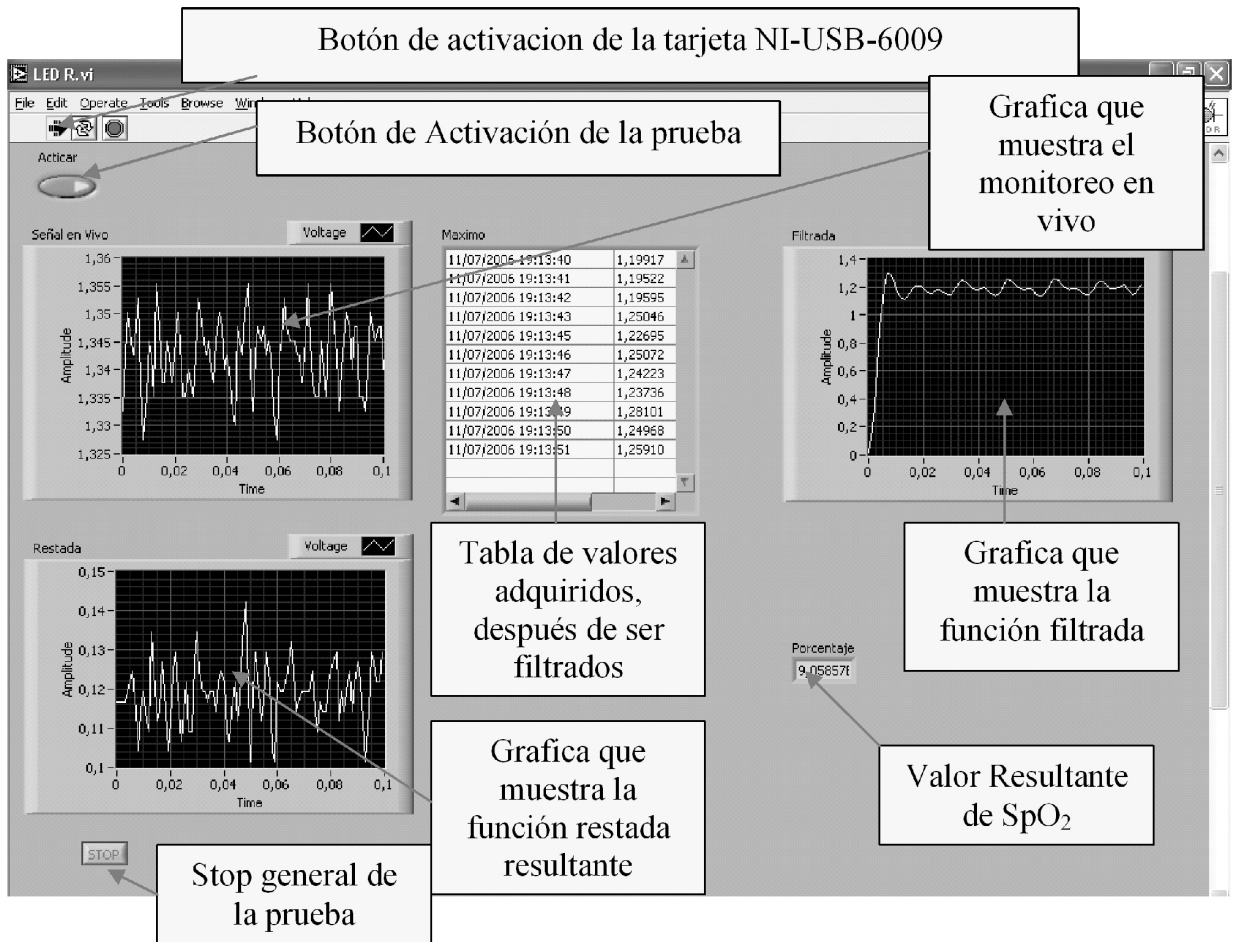 Botón de activacion de la tarjeta NI-USB-6009
LED R.vi
File Edit Operate Tools Browse
Botón de Activación de la prueba
Grafica que
muestra el
monitoreo en
vivo
Acticar
Señal en Vivo
Voltage
1,36
1,355
1,35
1,345
1,34
1,335
1,33
1,325
Amplitude
0 0,02 0,04 0,06 0,08 0,1
Time
Maximo
11/07/2006 19:13:40 1,19917
11/07/2006 19:13:41 1,19522
11/07/2006 19:13:42 1,19595
11/07/2006 19:13:43 1,25046
11/07/2006 19:13:45 1,22695
11/07/2006 19:13:46 1,25072
11/07/2006 19:13:47 1,24223
11/07/2006 19:13:48 1,23736
11/07/2006 19:13:49 1,28101
11/07/2006 19:13:50 1,24968
11/07/2006 19:13:51 1,25910
Filtrada
1,4
1,2
1
0,8
0,6
0,4
0,2
0
Amplitude
0 0,02 0,04 0,06 0,08 0,1
Time
Restada
Voltage
0,15
0,14
0,13
0,12
0,11
0,1
Amplitude
0 0,02 0,04 0,06 0,08 0,1
Time
Tabla de valores
adquiridos,
después de ser
filtrados
Grafica que
muestra la
función filtrada
Porcentaje
9,05857
Grafica que
muestra la
función restada
resultante
Valor Resultante
de SpO₂
STOP
Stop general de
la prueba